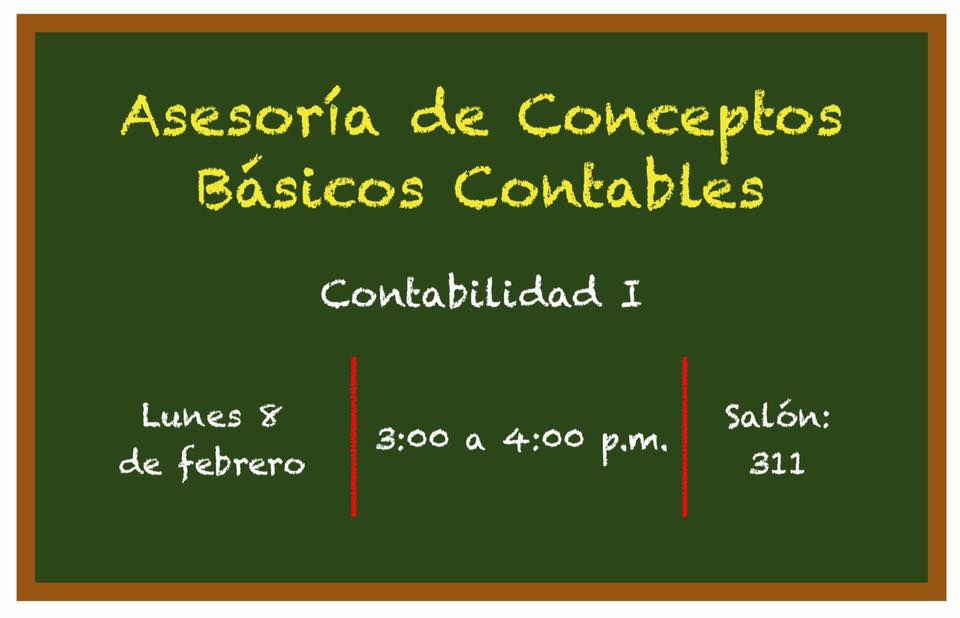 Asesoría de Conceptos
Básicos Contables
Contabilidad I
Lunes 8
de febrero
3:00 a 4:00 p.m.
Salón:
311